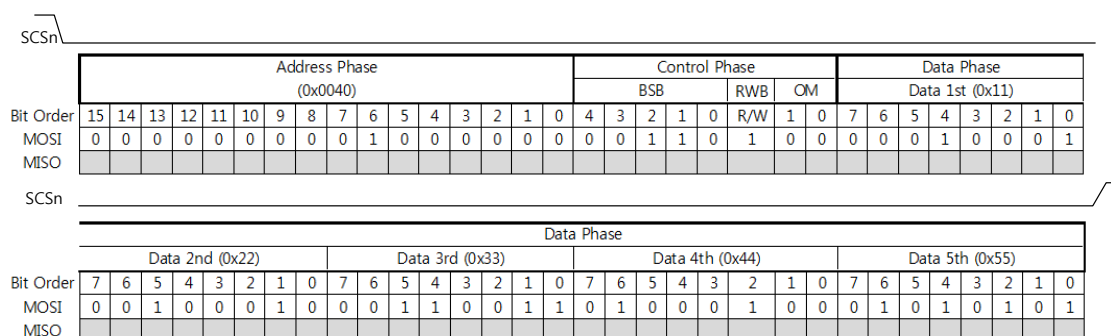 SCSn
Address Phase Control Phase Data Phase
(0x0040) BSB RWB OM Data 1st (0x11)
Bit Order 15 14 13 12 11 10 9 8 7 6 5 4 3 2 1 0 4 3 2 1 0 R/W 1 0 7 6 5 4 3 2 1 0
MOSI 0 0 0 0 0 0 0 0 0 1 0 0 0 0 0 0 0 0 1 1 0 1 0 0 0 0 0 1 0 0 0 1
MISO
SCSn
Data Phase
Data 2nd (0x22) Data 3rd (0x33) Data 4th (0x44) Data 5th (0x55)
Bit Order 7 6 5 4 3 2 1 0 7 6 5 4 3 2 1 0 7 6 5 4 3 2 1 0 7 6 5 4 3 2 1 0
MOSI 0 0 1 0 0 0 1 0 0 0 1 1 0 0 1 1 0 1 0 0 0 1 0 0 0 1 0 1 0 1 0 1
MISO